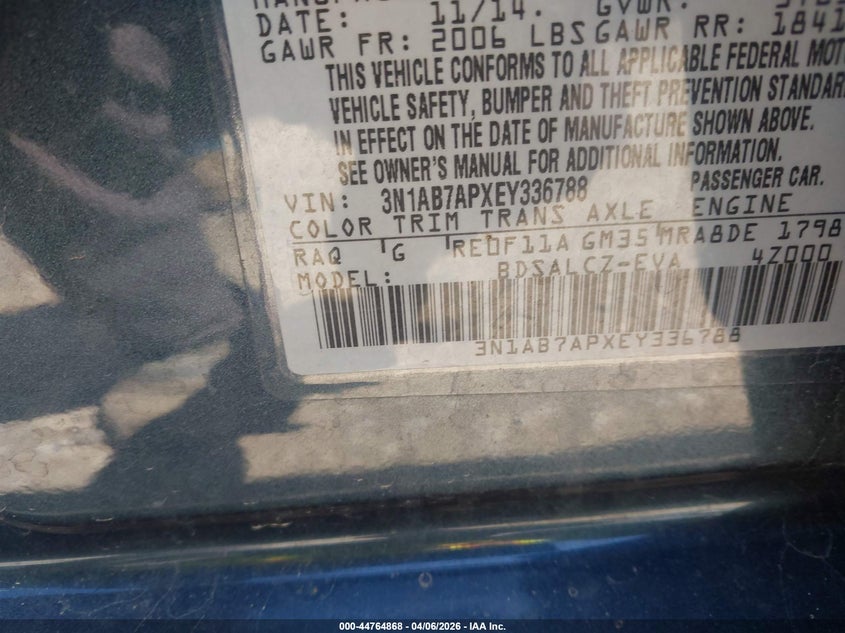 DATE: 11/14. GVWR:
GAWR FR: 2006 LBS GAWR RR: 1841
THIS VEHICLE CONFORMS TO ALL APPLICABLE FEDERAL MOT
VEHICLE SAFETY, BUMPER AND THEFT PREVENTION STANDAR
IN EFFECT ON THE DATE OF MANUFACTURE SHOWN ABOVE.
SEE OWNER'S MANUAL FOR ADDITIONAL INFORMATION.
VIN: 3N1AB7APXEY336788 PASSENGER CAR.
COLOR TRIM TRANS AXLE ENGINE
RAQ G RE0F11A GM35 MRA8DE 1798
MODEL: BDSALCZ-EVA 4Z000
3N1AB7APXEY336788
000-44764868 04/06/2026 - IAA Inc.